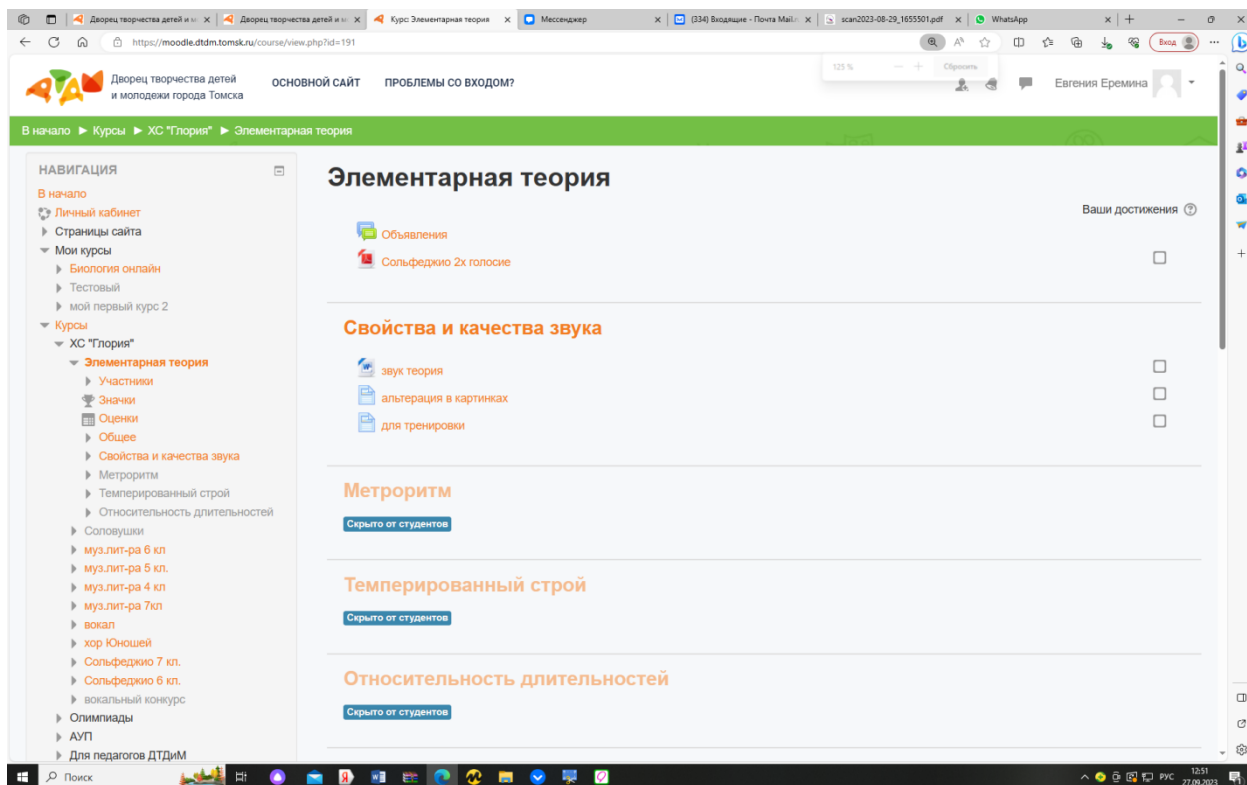 Дворец творчества детей и м
Дворец творчества детей и м
Курс: Элементарная теория
Мессенджер
(334) Входящие - Почта Mail.
scan2023-08-29_1655501.pdf
WhatsApp
https://moodle.dtdm.tomsk.ru/course/view.php?id=191
Вход
125 %
Сбросить
Дворец творчества детей
и молодежи города Томска
ОСНОВНОЙ САЙТ
ПРОБЛЕМЫ СО ВХОДОМ?
Евгения Еремина
В начало ► Курсы ► ХС "Глория" ► Элементарная теория
НАВИГАЦИЯ
В начало
Личный кабинет
Страницы сайта
Мои курсы
Биология онлайн
Тестовый
мой первый курс 2
Курсы
ХС "Глория"
Элементарная теория
Участники
Значки
Оценки
Общее
Свойства и качества звука
Метроритм
Темперированный строй
Относительность длительностей
Соловушки
муз.лит-ра 6 кл
муз.лит-ра 5 кл.
муз.лит-ра 4 кл
муз.лит-ра 7кл
вокал
хор Юношей
Сольфеджио 7 кл.
Сольфеджио 6 кл.
вокальный конкурс
Олимпиады
АУП
Для педагогов ДТДиМ
Элементарная теория
Ваши достижения
Объявления
Сольфеджио 2х голосие
Свойства и качества звука
звук теория
альтерация в картинках
для тренировки
Метроритм
Скрыто от студентов
Темперированный строй
Скрыто от студентов
Относительность длительностей
Скрыто от студентов
Поиск
РУС
12:51
27.09.2023